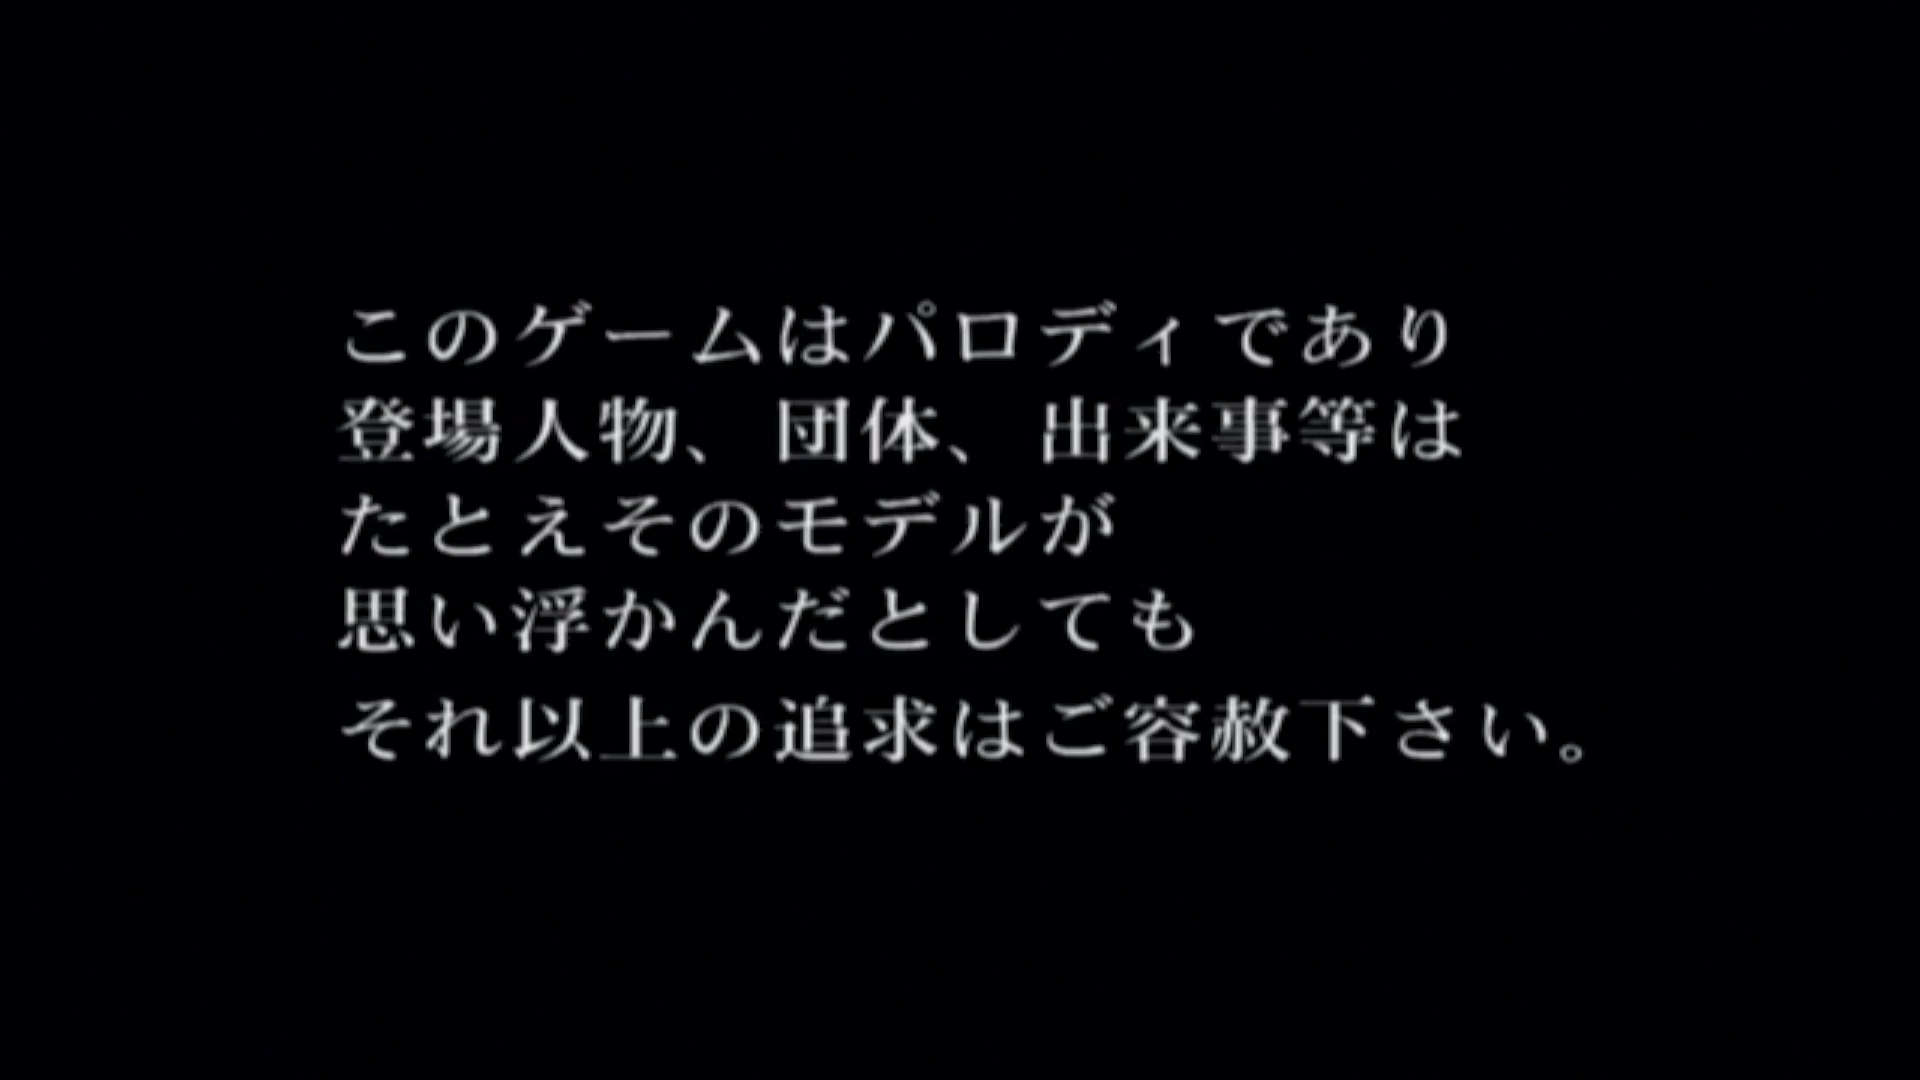 このゲームはパロディであり
登場人物、団体、出来事等は
たとえそのモデルが
思い浮かんだとしても
それ以上の追求はご容赦下さい。